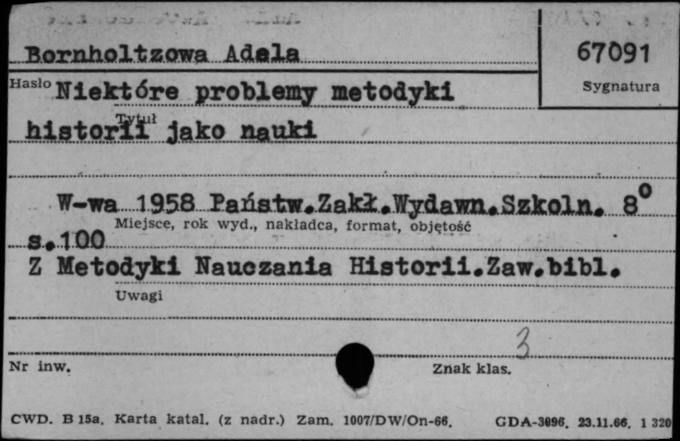 Bornholtzowa Adela
67091
Hasło
Sygnatura
Niektóre problemy metodyki
Tytuł
historii jako nauki
W-wa 1958 Państw.Zakł.Wydawn.Szkoln. 8⁰
Miejsce, rok wyd., nakładca, format, objętość
s.100
Z Metodyki Nauczania Historii.Zaw.bibl.
Uwagi
3
Nr inw.
Znak klas.
CWD. B 15a. Karta katal. (z nadr.) Zam. 1007/DW/On-66. GDA-3096. 23.11.66. 1 320